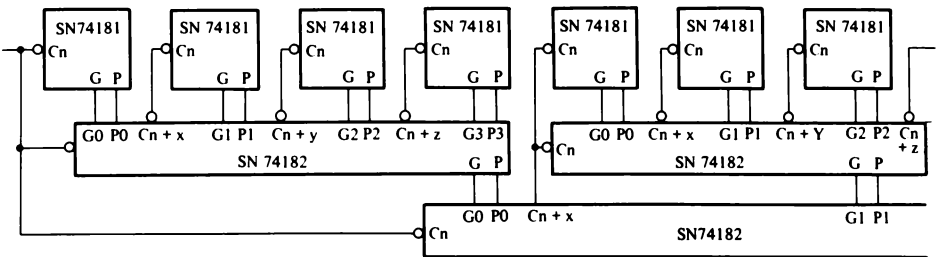 SN74181 SN 74181 SN 74181 SN 74181 SN 74181 SN 74181 SN 74181
Cn Cn Cn Cn Cn Cn Cn
G P G P G P G P G P G P G P
G0 P0 Cn + x G1 P1 Cn + y G2 P2 Cn + z G3 P3 G0 P0 Cn + x G1 P1 Cn + Y G2 P2 Cn + z
Cn SN 74182 G P Cn SN 74182 G P
G0 P0 Cn + x G1 P1
Cn SN74182